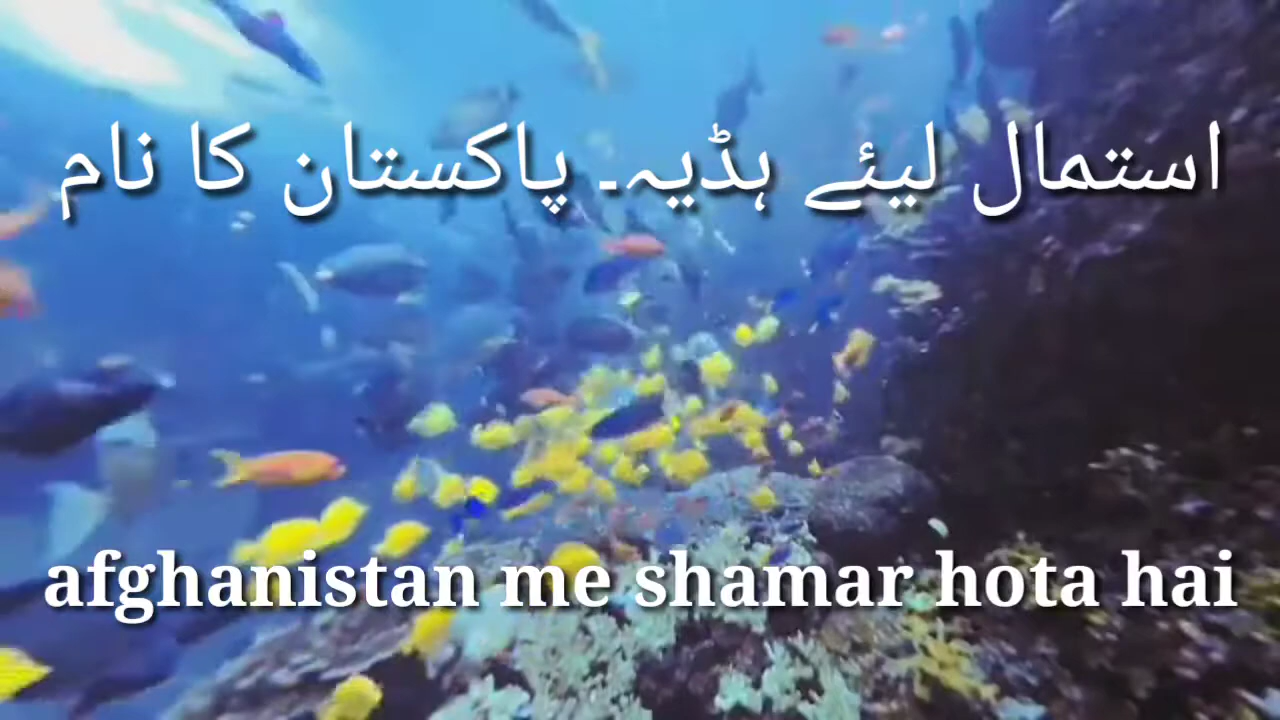 استمال لیئے ہڈیہ۔ پاکستان کا نام
afghanistan me shamar hota hai